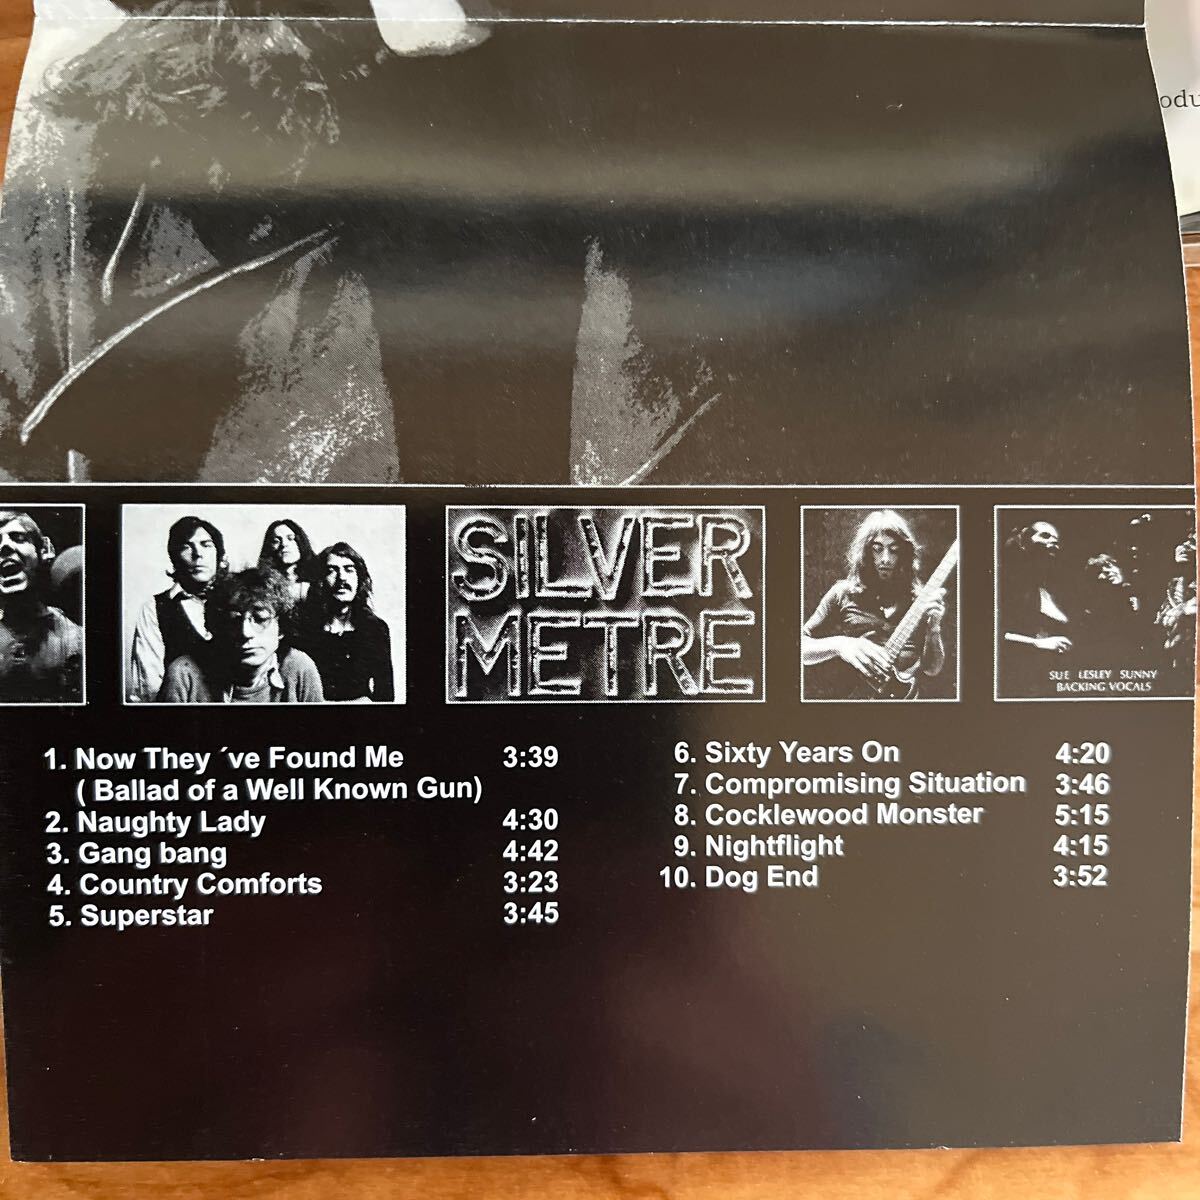 SILVER
METRE
SUE LESLEY SUNNY
BACKING VOCALS
1. Now They ´ve Found Me 3:39
( Ballad of a Well Known Gun)
2. Naughty Lady 4:30
3. Gang bang 4:42
4. Country Comforts 3:23
5. Superstar 3:45
6. Sixty Years On 4:20
7. Compromising Situation 3:46
8. Cocklewood Monster 5:15
9. Nightflight 4:15
10. Dog End 3:52